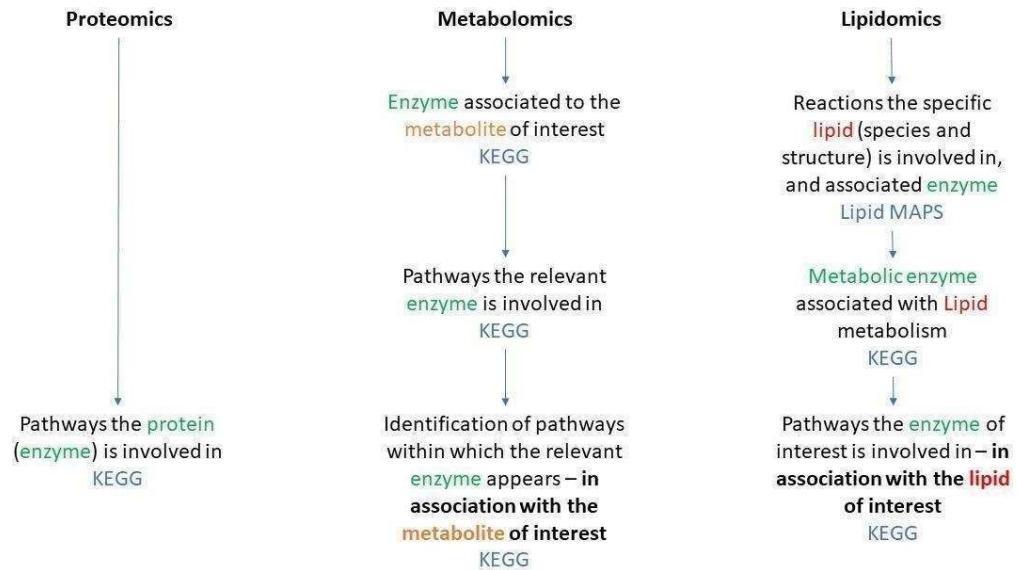 Proteomics
Pathways the protein
(enzyme) is involved in
KEGG
Metabolomics
Enzyme associated to the
metabolite of interest
KEGG
Pathways the relevant
enzyme is involved in
KEGG
Identification of pathways
within which the relevant
enzyme appears – in
association with the
metabolite of interest
KEGG
Lipidomics
Reactions the specific
lipid (species and
structure) is involved in,
and associated enzyme
Lipid MAPS
Metabolic enzyme
associated with Lipid
metabolism
KEGG
Pathways the enzyme of
interest is involved in – in
association with the lipid
of interest
KEGG